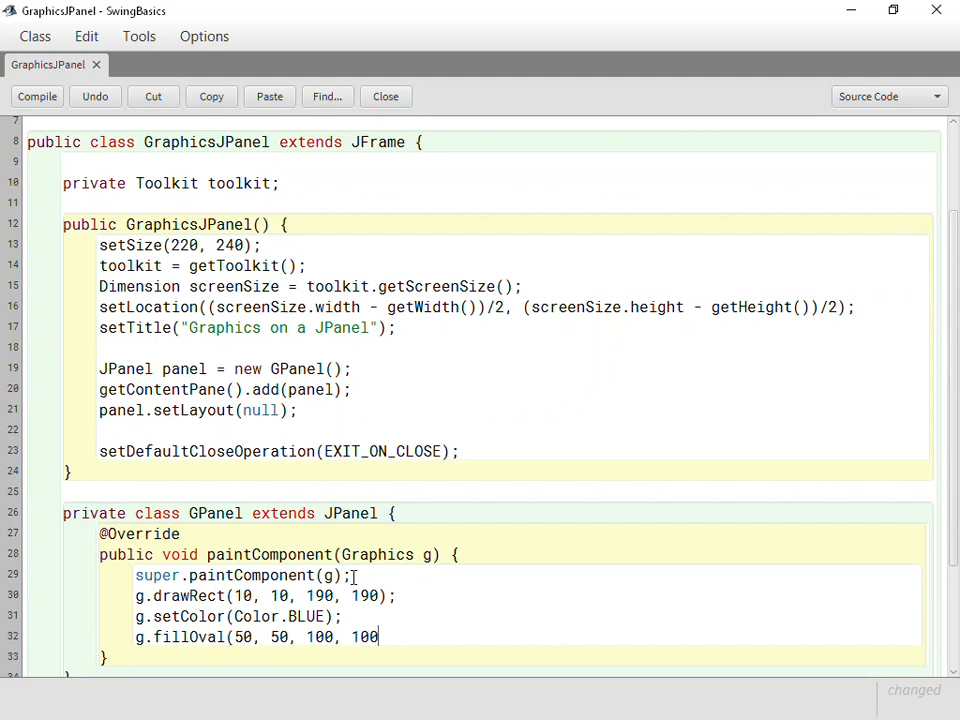 GraphicsJPanel - SwingBasics
Class Edit Tools Options
GraphicsJPanel ✕
Compile Undo Cut Copy Paste Find... Close Source Code
7
8 public class GraphicsJPanel extends JFrame {
9
10 private Toolkit toolkit;
11
12 public GraphicsJPanel() {
13 setSize(220, 240);
14 toolkit = getToolkit();
15 Dimension screenSize = toolkit.getScreenSize();
16 setLocation((screenSize.width - getWidth())/2, (screenSize.height - getHeight())/2);
17 setTitle("Graphics on a JPanel");
18
19 JPanel panel = new GPanel();
20 getContentPane().add(panel);
21 panel.setLayout(null);
22
23 setDefaultCloseOperation(EXIT_ON_CLOSE);
24 }
25
26 private class GPanel extends JPanel {
27 @Override
28 public void paintComponent(Graphics g) {
29 super.paintComponent(g);
30 g.drawRect(10, 10, 190, 190);
31 g.setColor(Color.BLUE);
32 g.fillOval(50, 50, 100, 100
33 }
34 }
changed